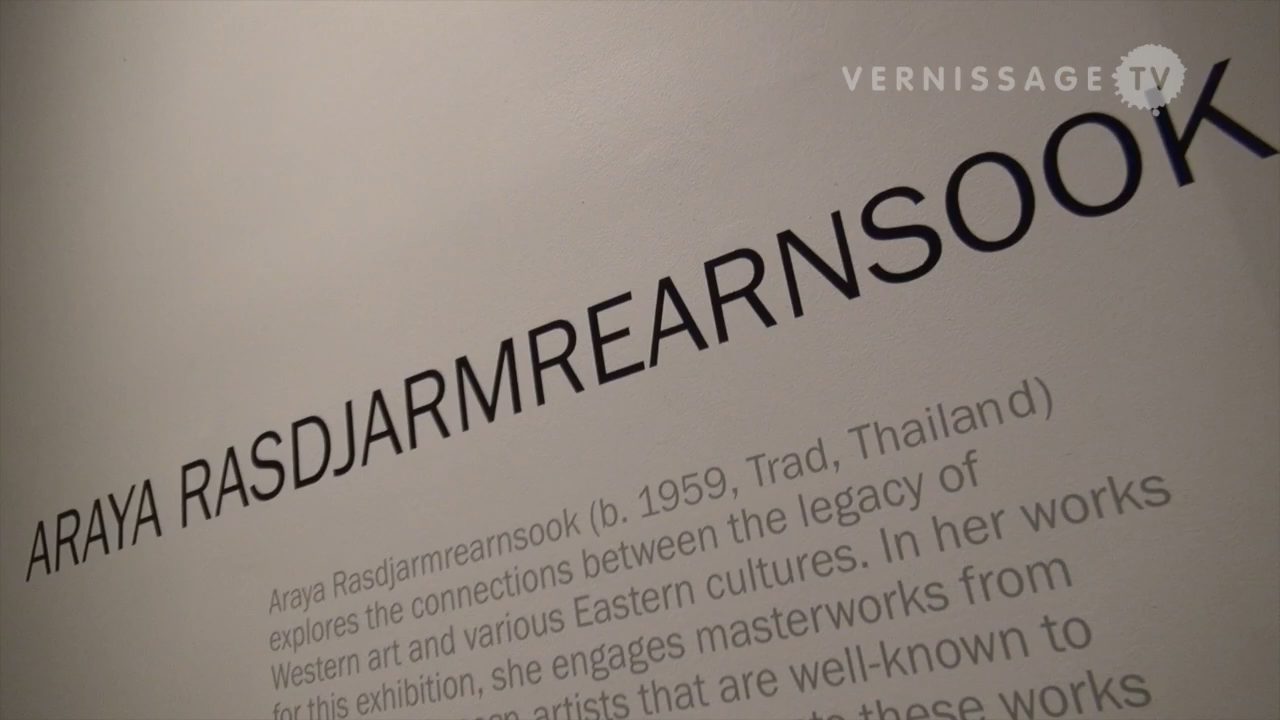 VERNISSAGE TV
ARAYA RASDJARMREARNSOOK
Araya Rasdjarmrearnsook (b. 1959, Trad, Thailand)
explores the connections between the legacy of
Western art and various Eastern cultures. In her works
for this exhibition, she engages masterworks from
artists that are well-known to
these works